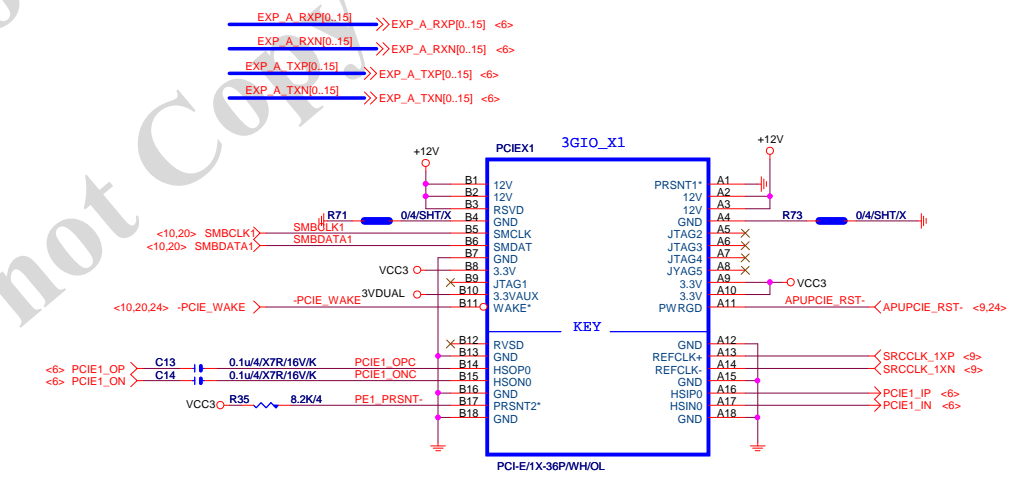 EXP_A_RXP[0..15] EXP_A_RXP[0..15] <6>
EXP_A_RXN[0..15] EXP_A_RXN[0..15] <6>
EXP_A_TXP[0..15] EXP_A_TXP[0..15] <6>
EXP_A_TXN[0..15] EXP_A_TXN[0..15] <6>
not Copy
PCIEX1 3GIO_X1
+12V +12V
B1 12V PRSNT1* A1
B2 12V 12V A2
B3 RSVD 12V A3
R71 0/4/SHT/X B4 GND GND A4 R73 0/4/SHT/X
<10,20> SMBCLK1 SMBCLK1 B5 SMCLK JTAG2 A5
<10,20> SMBDATA1 SMBDATA1 B6 SMDAT JTAG3 A6
B7 GND JTAG4 A7
VCC3 B8 3.3V JYAG5 A8
B9 JTAG1 3.3V A9 VCC3
3VDUAL B10 3.3VAUX 3.3V A10
<10,20,24> -PCIE_WAKE -PCIE_WAKE B11 WAKE* PWRGD A11 APUPCIE_RST- APUPCIE_RST- <9,24>
KEY
B12 RVSD GND A12
B13 GND REFCLK+ A13 SRCCLK_1XP <9>
<6> PCIE1_OP C13 0.1u/4/X7R/16V/K PCIE1_OPC B14 HSOP0 REFCLK- A14 SRCCLK_1XN <9>
<6> PCIE1_ON C14 0.1u/4/X7R/16V/K PCIE1_ONC B15 HSON0 GND A15
B16 GND HSIP0 A16 PCIE1_IP <6>
VCC3 R35 8.2K/4 PE1_PRSNT- B17 PRSNT2* HSIN0 A17 PCIE1_IN <6>
B18 GND GND A18
PCI-E/1X-36P/WH/OL